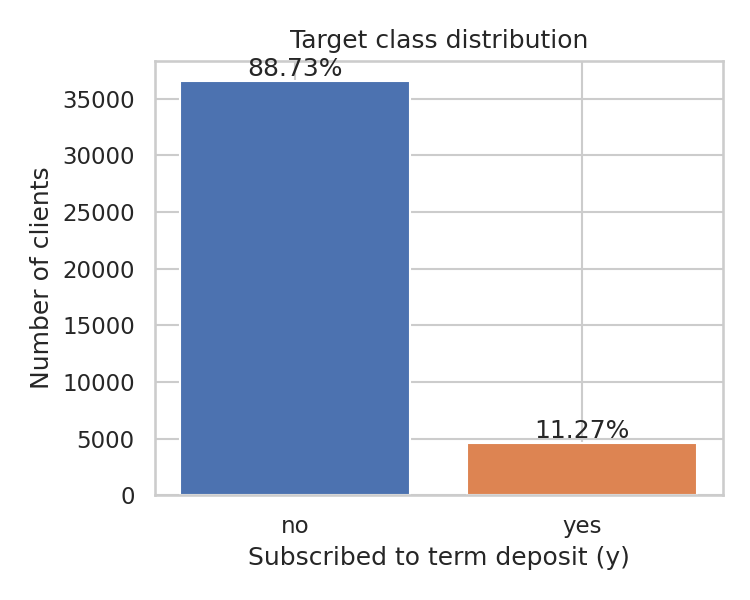 Target class distribution
88.73%
35000
30000
25000
20000
15000
10000
5000
0
Number of clients
11.27%
no
yes
Subscribed to term deposit (y)